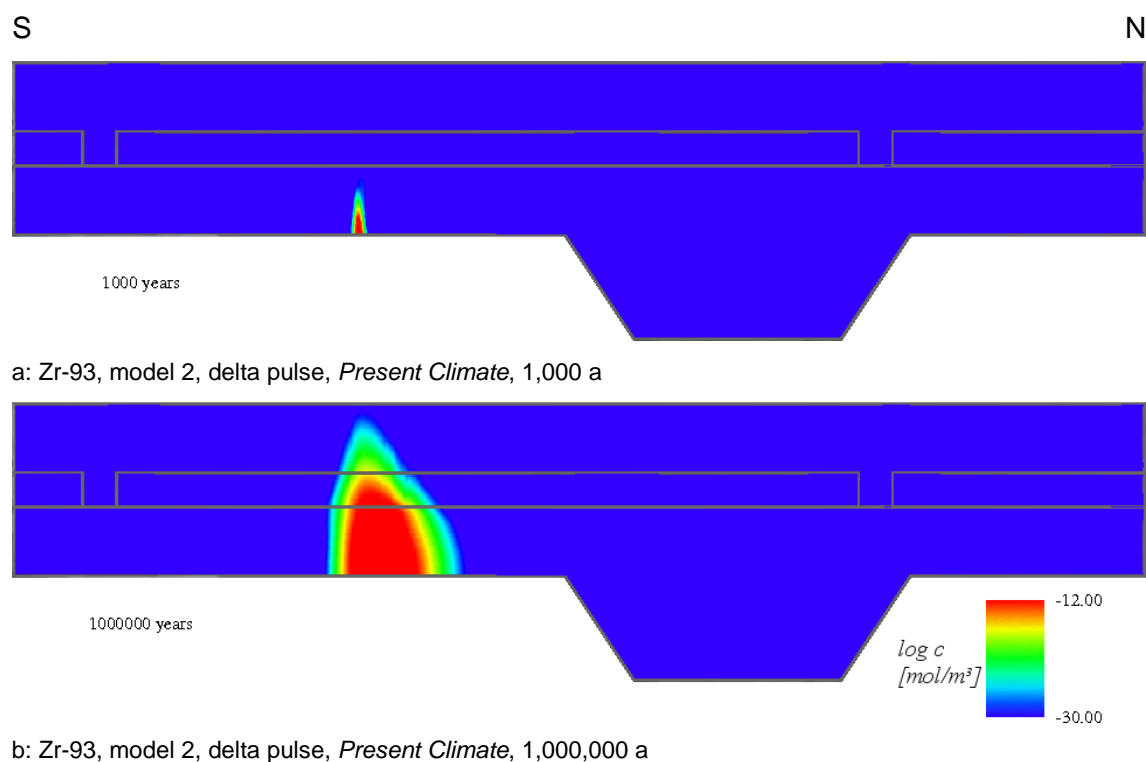 S
N
1000 years
a: Zr-93, model 2, delta pulse, Present Climate, 1,000 a
1000000 years
-12.00
log c
[mol/m³]
-30.00
b: Zr-93, model 2, delta pulse, Present Climate, 1,000,000 a